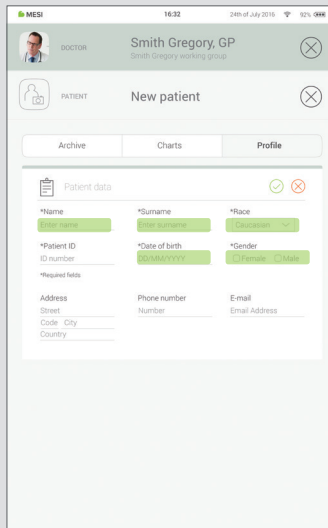 MESI 16:32 24th of July 2016 92%
DOCTOR
Smith Gregory, GP
Smith Gregory working group
PATIENT
New patient
Archive Charts Profile
Patient data
*Name *Surname *Race
Enter name Enter surname Caucasian
*Patient ID *Date of birth *Gender
ID number DD/MM/YYYY Female Male
*Required fields
Address Phone number E-mail
Street Number Email Address
Code City
Country